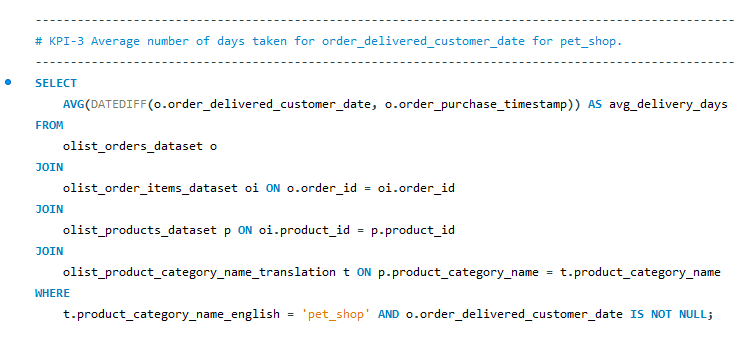 --------------------------------------------------------------------------------
# KPI-3 Average number of days taken for order_delivered_customer_date for pet_shop.
--------------------------------------------------------------------------------
SELECT
    AVG(DATEDIFF(o.order_delivered_customer_date, o.order_purchase_timestamp)) AS avg_delivery_days
FROM
    olist_orders_dataset o
JOIN
    olist_order_items_dataset oi ON o.order_id = oi.order_id
JOIN
    olist_products_dataset p ON oi.product_id = p.product_id
JOIN
    olist_product_category_name_translation t ON p.product_category_name = t.product_category_name
WHERE
    t.product_category_name_english = 'pet_shop' AND o.order_delivered_customer_date IS NOT NULL;